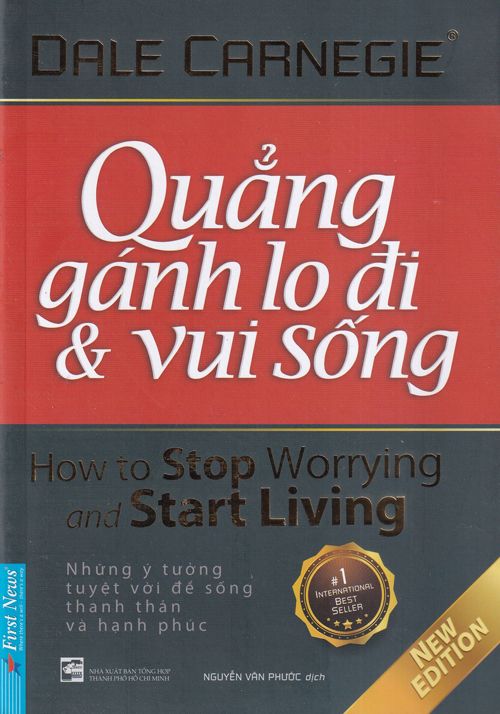 DALE CARNEGIE®
Quẳng
gánh lo đi
& vui sống
How to Stop Worrying
and Start Living
Những ý tưởng
tuyệt vời để sống
thanh thản
và hạnh phúc
#1
INTERNATIONAL
BEST
SELLER
NEW
EDITION
First News
NHÀ XUẤT BẢN TỔNG HỢP
THÀNH PHỐ HỒ CHÍ MINH
NGUYỄN VĂN PHƯỚC dịch